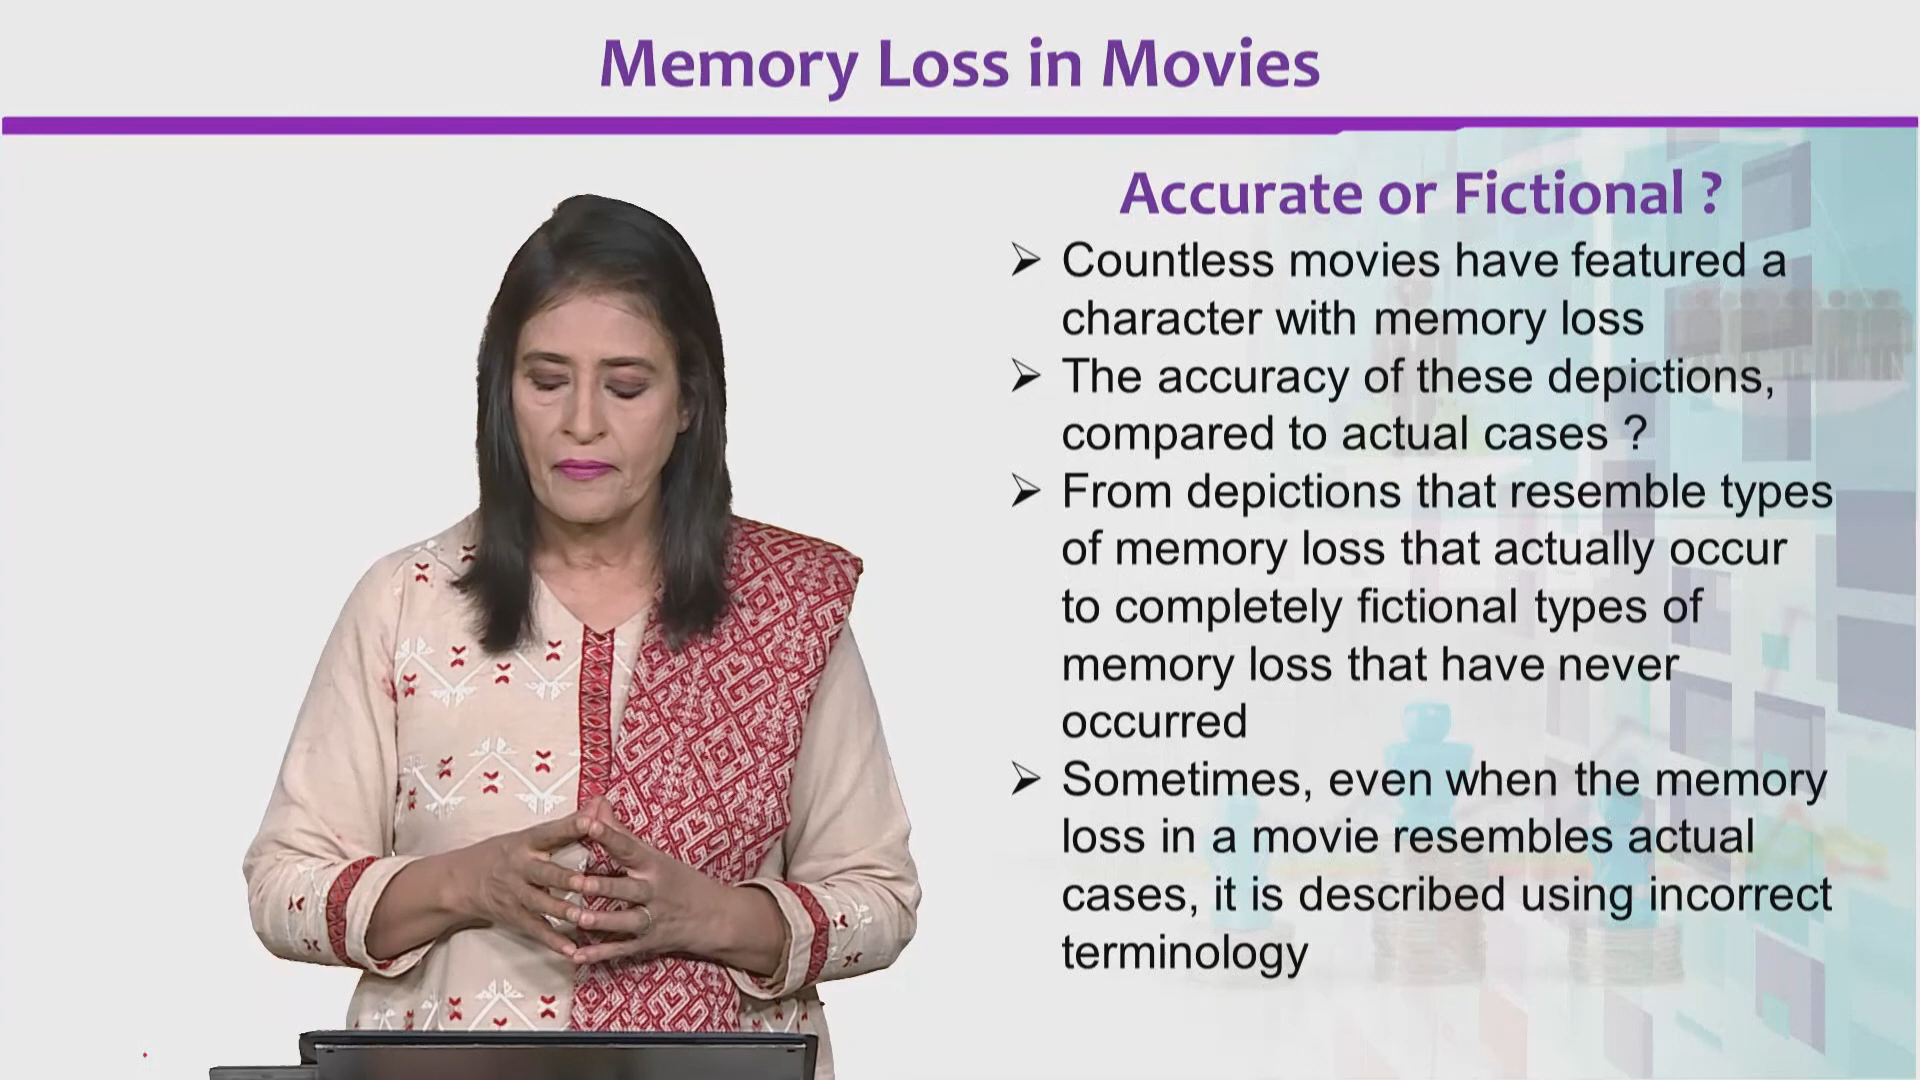 Memory Loss in Movies
Accurate or Fictional ?
➢ Countless movies have featured a
character with memory loss
➢ The accuracy of these depictions,
compared to actual cases ?
➢ From depictions that resemble types
of memory loss that actually occur
to completely fictional types of
memory loss that have never
occurred
➢ Sometimes, even when the memory
loss in a movie resembles actual
cases, it is described using incorrect
terminology